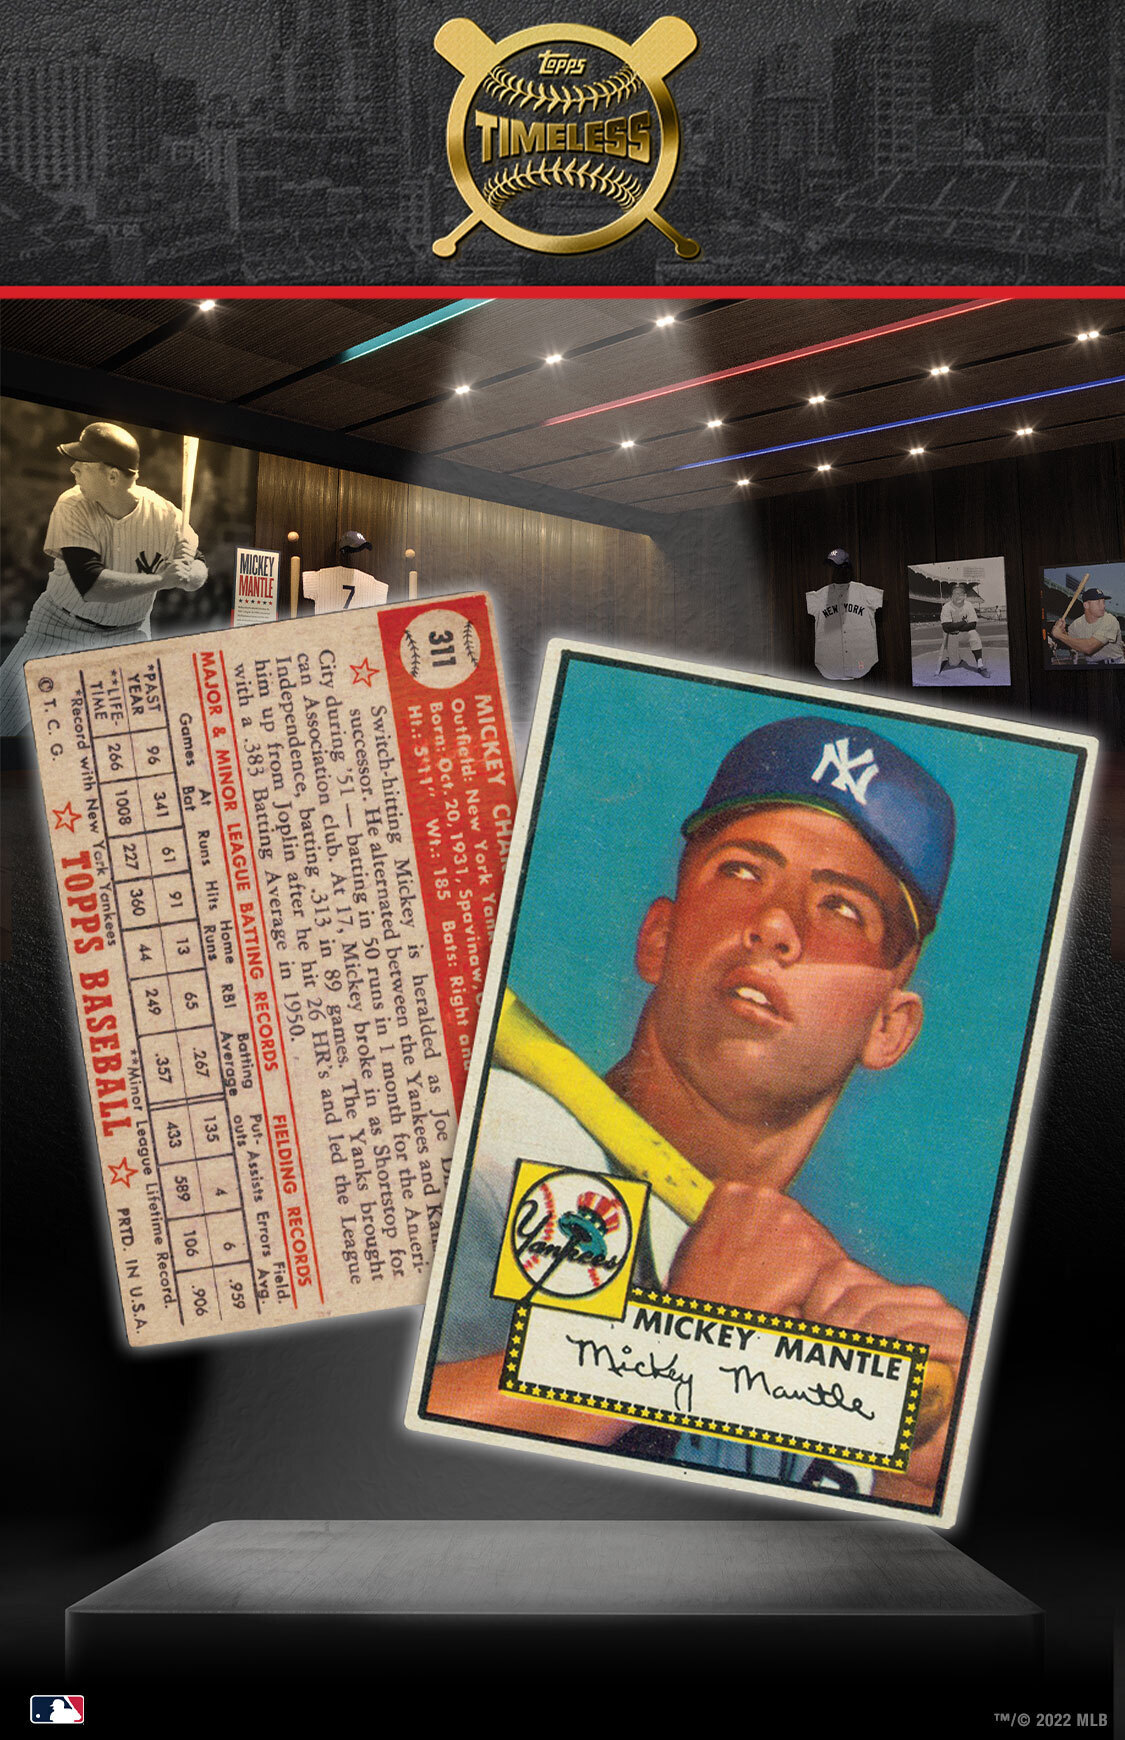 Topps
TIMELESS
MICKEY
MANTLE
7
NEW YORK
311
MICKEY CHA
Outfield: New York Yank
Born: Oct. 20, 1931, Spavinaw,
Ht.: 5'11" Wt.: 185 Bats: Right and
Switch-hitting Mickey is heralded as Joe
successor. He alternated between the Yankees and Kan
City during '51 — batting in 50 runs in 1 month for the Ameri-
can Association club. At 17, Mickey broke in as Shortstop for
Independence, batting .313 in 89 games. The Yanks brought
him up from Joplin after he hit 26 HR's and led the League
with a .383 Batting Average in 1950.
MAJOR & MINOR LEAGUE BATTING RECORDS FIELDING RECORDS
Games At Bat Runs Hits Home Runs RBI Batting Average Put-outs Assists Errors Field. Avg.
*PAST YEAR 96 341 61 91 13 65 .267 135 4 6 .959
**LIFE-TIME 266 1008 227 360 44 249 .357 433 589 106 .906
*Record with New York Yankees **Minor League Lifetime Record.
© T. C. G. TOPPS BASEBALL PRTD. IN U.S.A.
NY
Yankees
MICKEY MANTLE
Mickey Mantle
™/© 2022 MLB